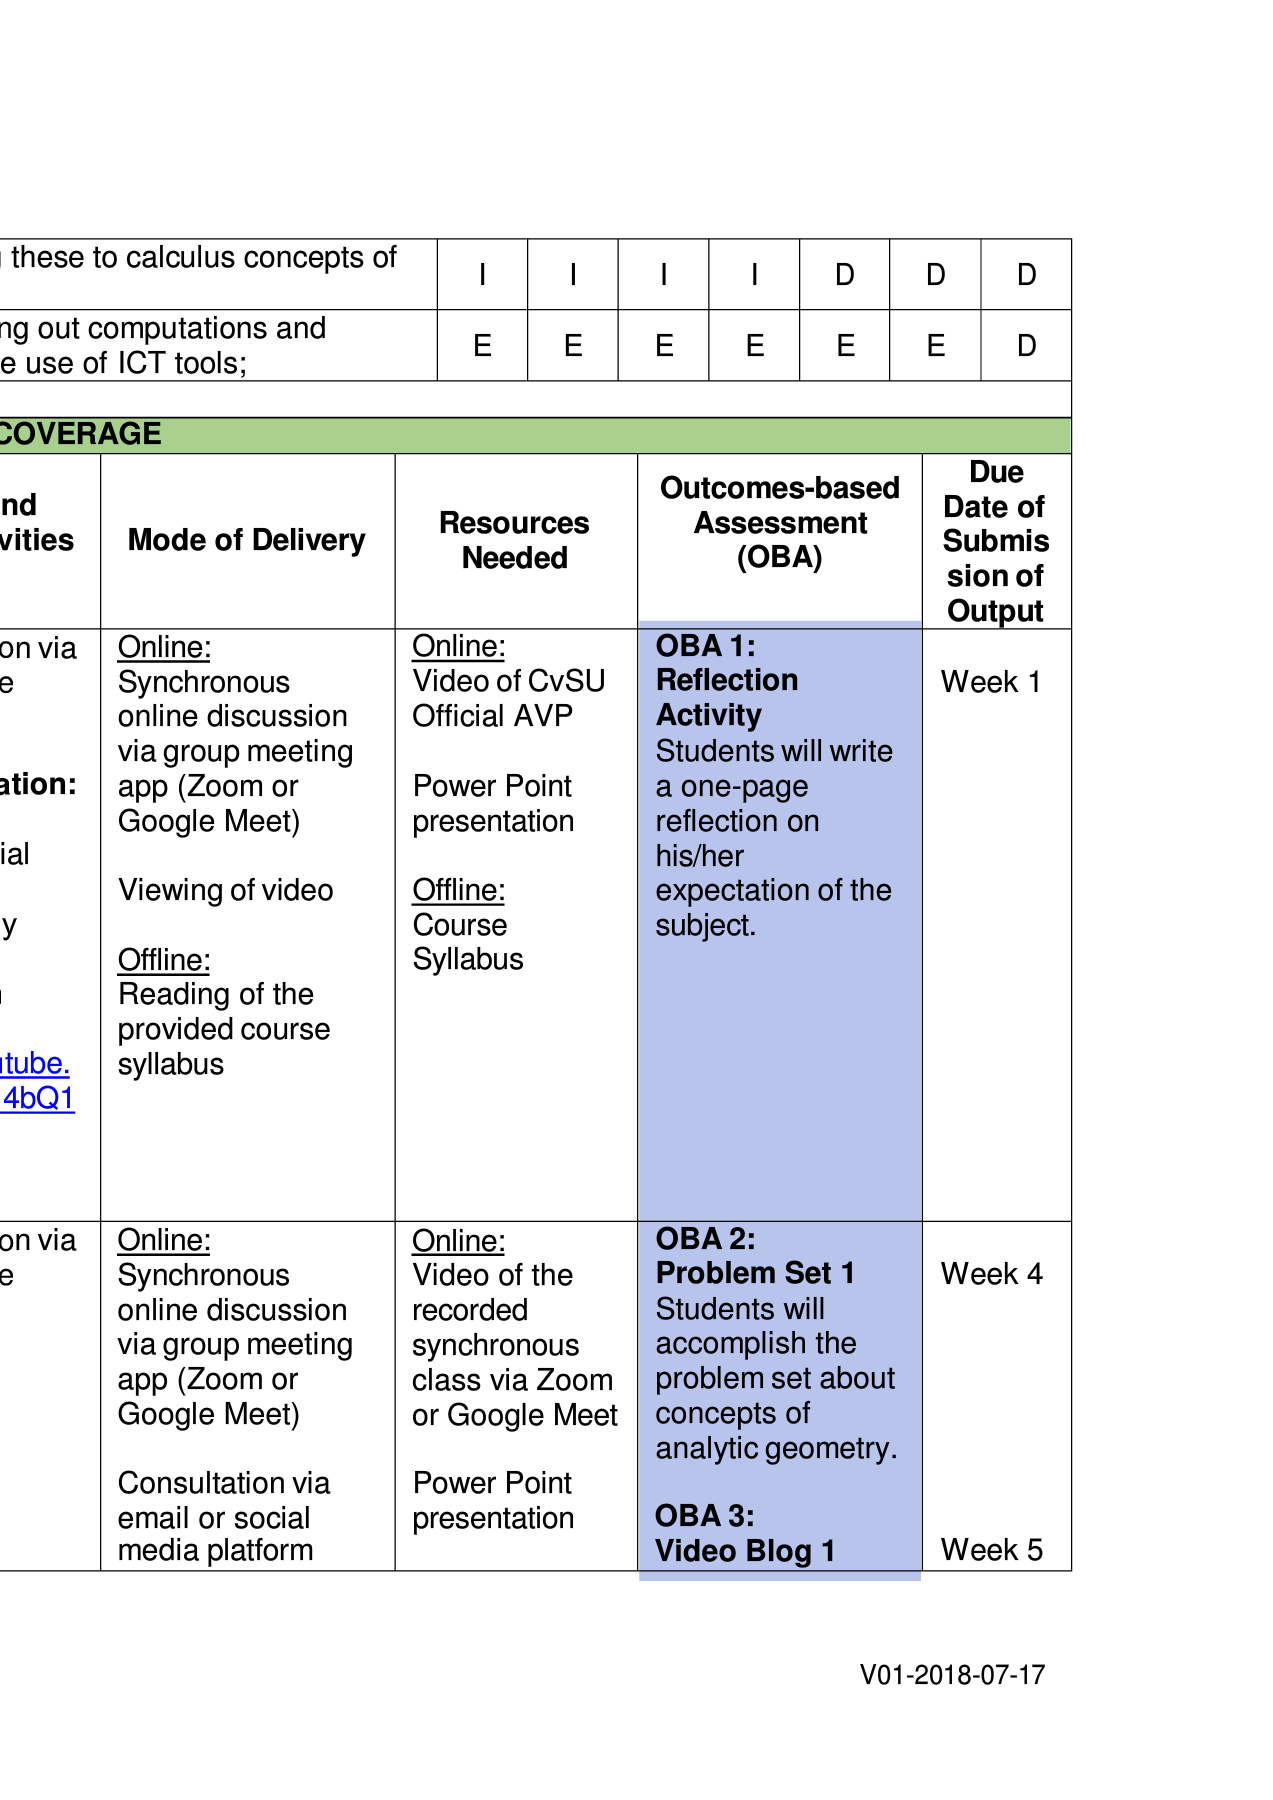 these to calculus concepts of
I I I I D D D
ing out computations and
e use of ICT tools;
E E E E E E D
COVERAGE
nd
vities
Mode of Delivery
Resources
Needed
Outcomes-based
Assessment
(OBA)
Due
Date of
Submis
sion of
Output
on via
e
ation:
ial
y
utube.
4bQ1
Online:
Synchronous
online discussion
via group meeting
app (Zoom or
Google Meet)
Viewing of video
Offline:
Reading of the
provided course
syllabus
Online:
Video of CvSU
Official AVP
Power Point
presentation
Offline:
Course
Syllabus
OBA 1:
Reflection
Activity
Students will write
a one-page
reflection on
his/her
expectation of the
subject.
Week 1
on via
e
Online:
Synchronous
online discussion
via group meeting
app (Zoom or
Google Meet)
Consultation via
email or social
media platform
Online:
Video of the
recorded
synchronous
class via Zoom
or Google Meet
Power Point
presentation
OBA 2:
Problem Set 1
Students will
accomplish the
problem set about
concepts of
analytic geometry.
OBA 3:
Video Blog 1
Week 4
Week 5
V01-2018-07-17